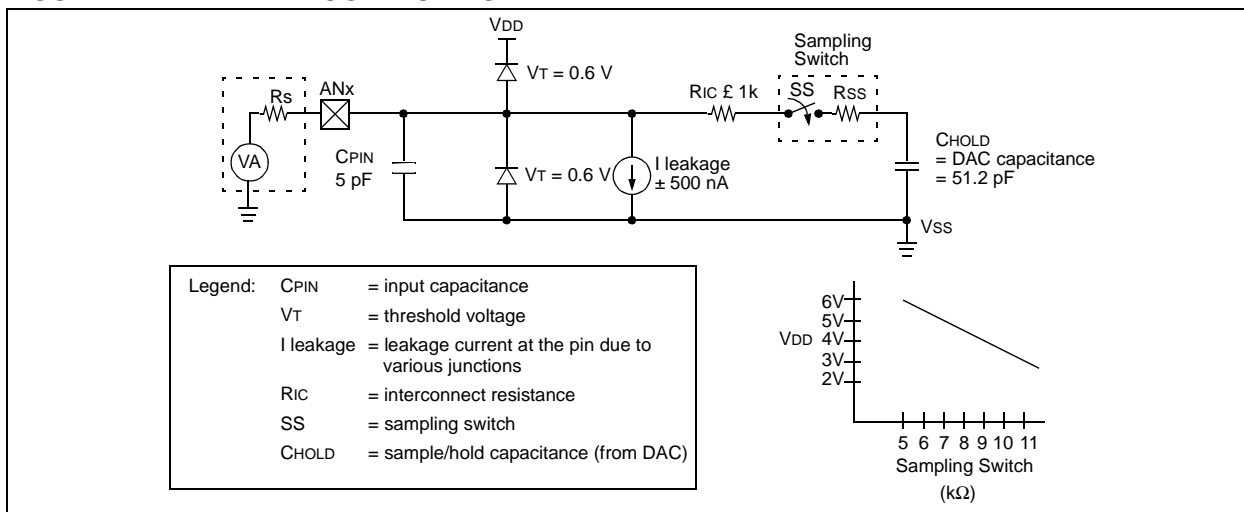 VDD
Sampling
Switch
VT = 0.6 V
RIC £ 1k
SS
RSS
Rs
ANx
VA
CPIN
5 pF
VT = 0.6 V
I leakage
± 500 nA
CHOLD
= DAC capacitance
= 51.2 pF
VSS
Legend: CPIN = input capacitance
VT = threshold voltage
I leakage = leakage current at the pin due to
various junctions
RIC = interconnect resistance
SS = sampling switch
CHOLD = sample/hold capacitance (from DAC)
6V
5V
VDD 4V
3V
2V
5 6 7 8 9 10 11
Sampling Switch
(kΩ)